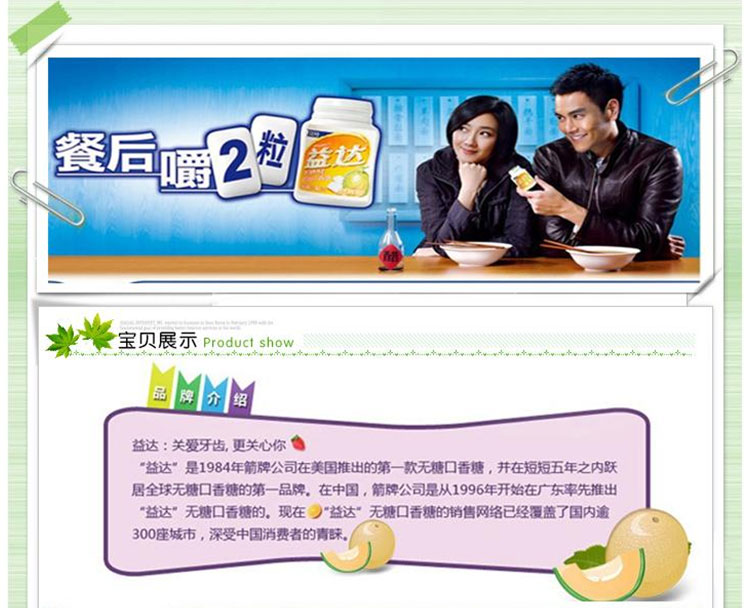 餐后嚼2粒
益达
醋
宝贝展示 Product show
品牌介绍
益达：关爱牙齿, 更关心你
“益达”是1984年箭牌公司在美国推出的第一款无糖口香糖，并在短短五年之内跃
居全球无糖口香糖的第一品牌。在中国，箭牌公司是从1996年开始在广东率先推出
“益达”无糖口香糖的。现在“益达”无糖口香糖的销售网络已经覆盖了国内逾
300座城市，深受中国消费者的青睐。